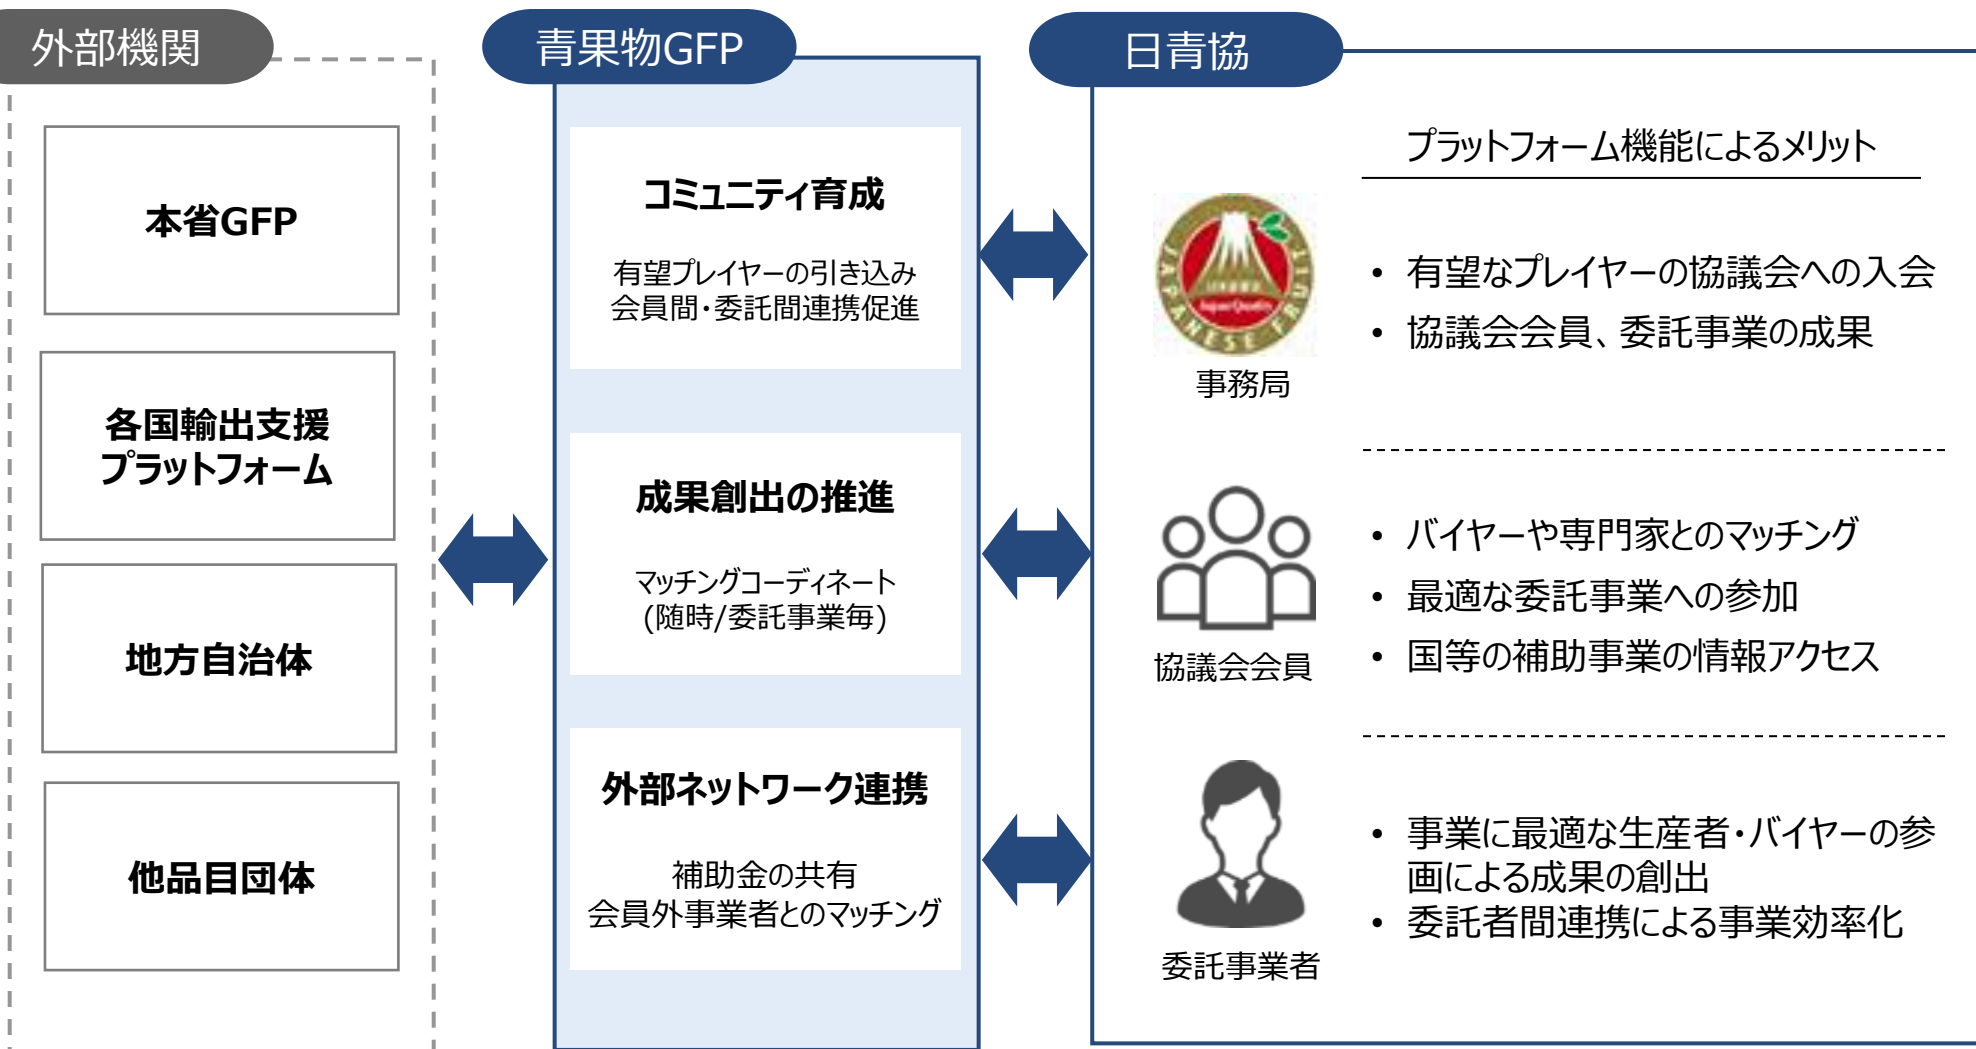 外部機関
本省GFP
各国輸出支援
プラットフォーム
地方自治体
他品目団体
青果物GFP
コミュニティ育成
有望プレイヤーの引き込み
会員間・委託間連携促進
成果創出の推進
マッチングコーディネート
(随時/委託事業毎)
外部ネットワーク連携
補助金の共有
会員外事業者とのマッチング
日青協
プラットフォーム機能によるメリット
JAPANESE FRUIT
事務局
• 有望なプレイヤーの協議会への入会
• 協議会会員、委託事業の成果
協議会会員
• バイヤーや専門家とのマッチング
• 最適な委託事業への参加
• 国等の補助事業の情報アクセス
委託事業者
• 事業に最適な生産者・バイヤーの参
画による成果の創出
• 委託者間連携による事業効率化